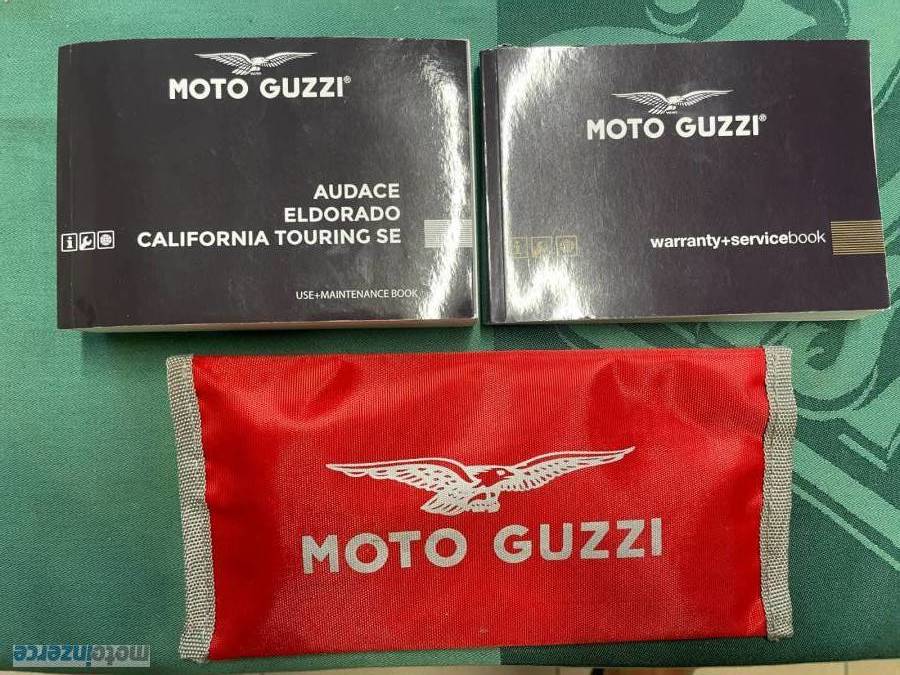 MOTO GUZZI®
AUDACE
ELDORADO
CALIFORNIA TOURING SE
USE+MAINTENANCE BOOK
MOTO GUZZI®
warranty+servicebook
MOTO GUZZI
motoinzerce